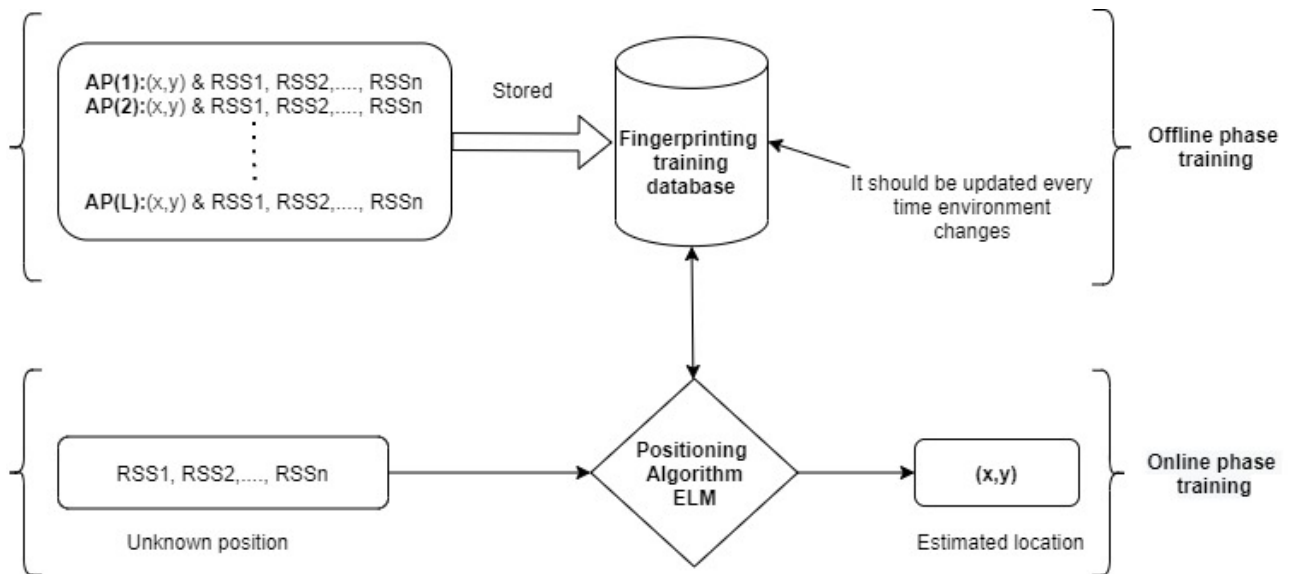 AP(1):(x,y) & RSS1, RSS2,...., RSSn
AP(2):(x,y) & RSS1, RSS2,...., RSSn
AP(L):(x,y) & RSS1, RSS2,...., RSSn
Stored
Fingerprinting
training
database
It should be updated every
time environment
changes
Offline phase
training
RSS1, RSS2,...., RSSn
Unknown position
Positioning
Algorithm
ELM
(x,y)
Estimated location
Online phase
training